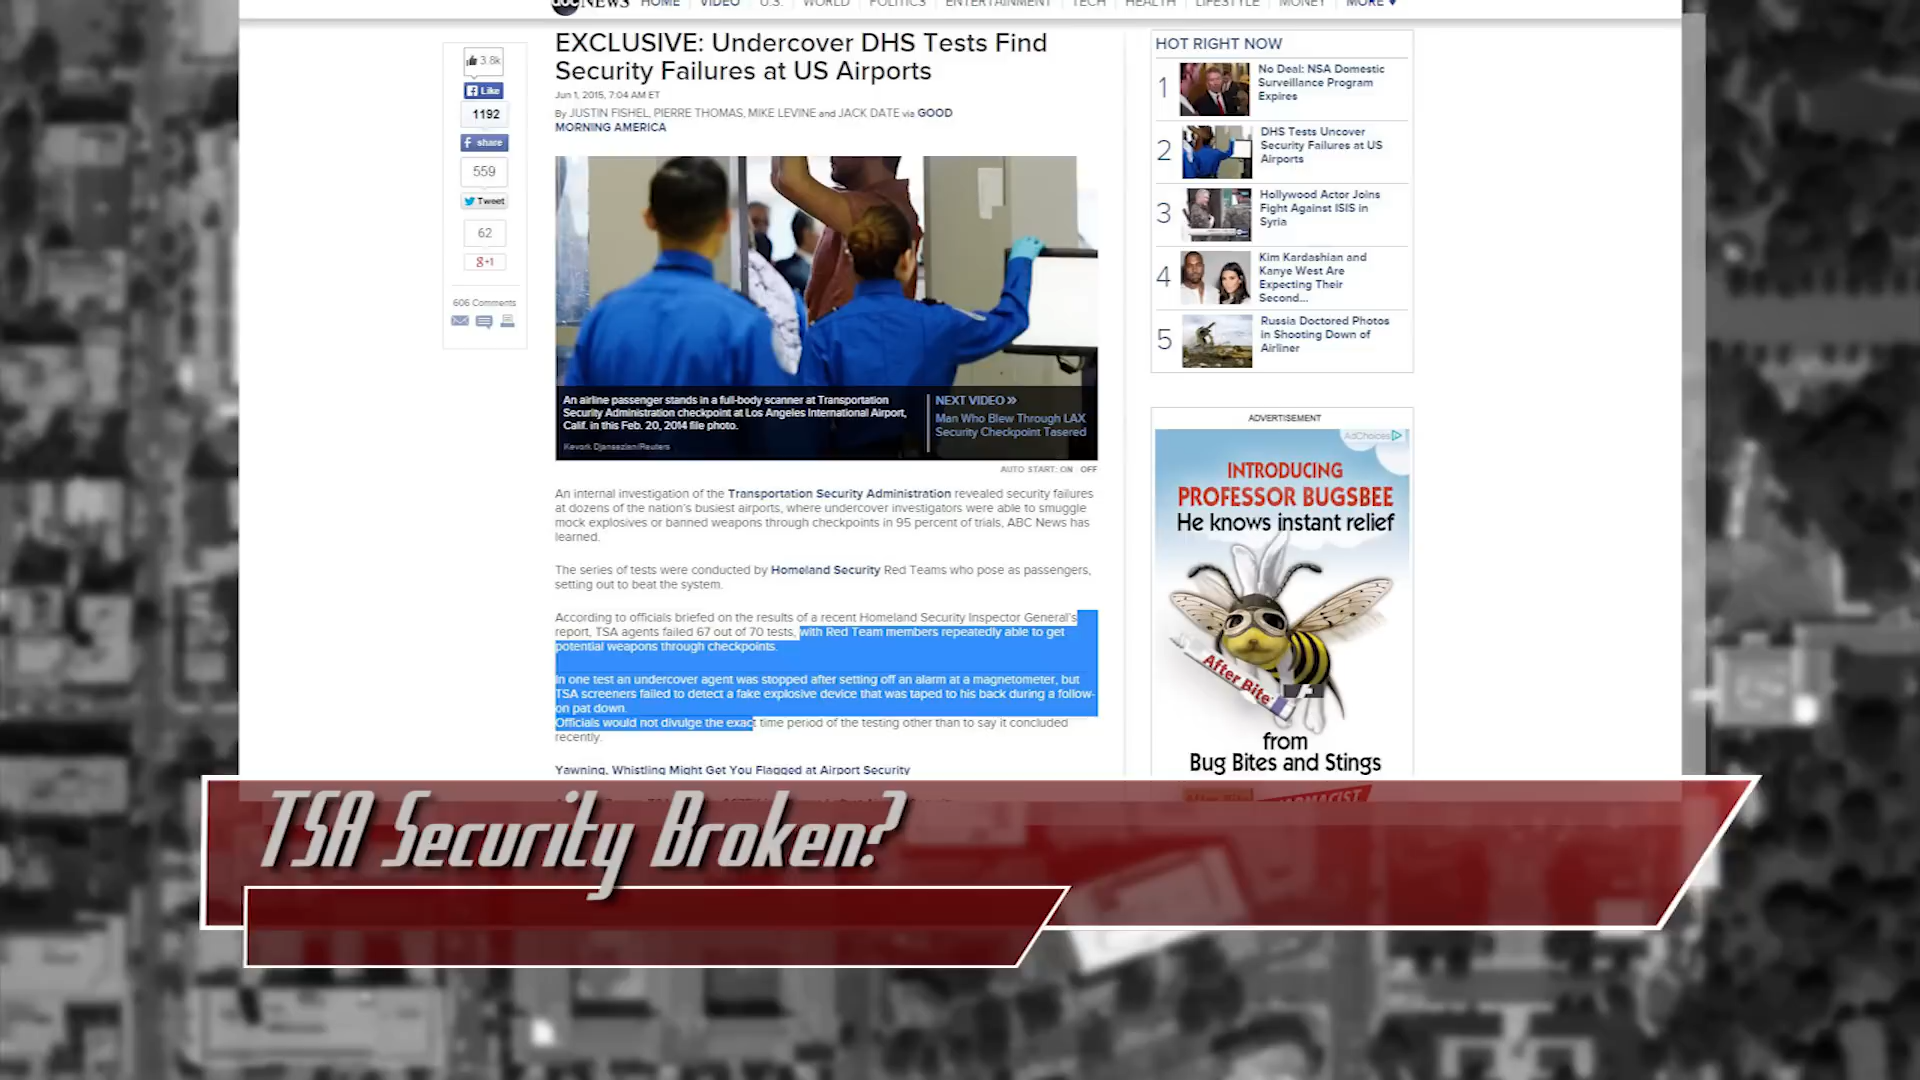 abc NEWS HOME VIDEO U.S. WORLD POLITICS ENTERTAINMENT TECH HEALTH LIFESTYLE MONEY MORE
3.8k
Like
1192
share
559
Tweet
62
g+1
606 Comments
EXCLUSIVE: Undercover DHS Tests Find
Security Failures at US Airports
Jun 1, 2015, 7:04 AM ET
By JUSTIN FISHEL, PIERRE THOMAS, MIKE LEVINE and JACK DATE via GOOD
MORNING AMERICA
An airline passenger stands in a full-body scanner at Transportation
Security Administration checkpoint at Los Angeles International Airport,
Calif. in this Feb. 20, 2014 file photo.
Kevork Djansezian/Reuters
NEXT VIDEO »
Man Who Blew Through LAX
Security Checkpoint Tasered
AUTO START: ON OFF
An internal investigation of the Transportation Security Administration revealed security failures
at dozens of the nation's busiest airports, where undercover investigators were able to smuggle
mock explosives or banned weapons through checkpoints in 95 percent of trials, ABC News has
learned.
The series of tests were conducted by Homeland Security Red Teams who pose as passengers,
setting out to beat the system.
According to officials briefed on the results of a recent Homeland Security Inspector General's
report, TSA agents failed 67 out of 70 tests, with Red Team members repeatedly able to get
potential weapons through checkpoints.
In one test an undercover agent was stopped after setting off an alarm at a magnetometer, but
TSA screeners failed to detect a fake explosive device that was taped to his back during a follow-
on pat down.
Officials would not divulge the exact time period of the testing other than to say it concluded
recently.
Yawning, Whistling Might Get You Flagged at Airport Security
HOT RIGHT NOW
1
No Deal: NSA Domestic
Surveillance Program
Expires
2
DHS Tests Uncover
Security Failures at US
Airports
3
Hollywood Actor Joins
Fight Against ISIS in
Syria
4
Kim Kardashian and
Kanye West Are
Expecting Their
Second...
5
Russia Doctored Photos
in Shooting Down of
Airliner
ADVERTISEMENT
AdChoices
INTRODUCING
PROFESSOR BUGSBEE
He knows instant relief
After Bite
from
Bug Bites and Stings
TSA Security Broken?